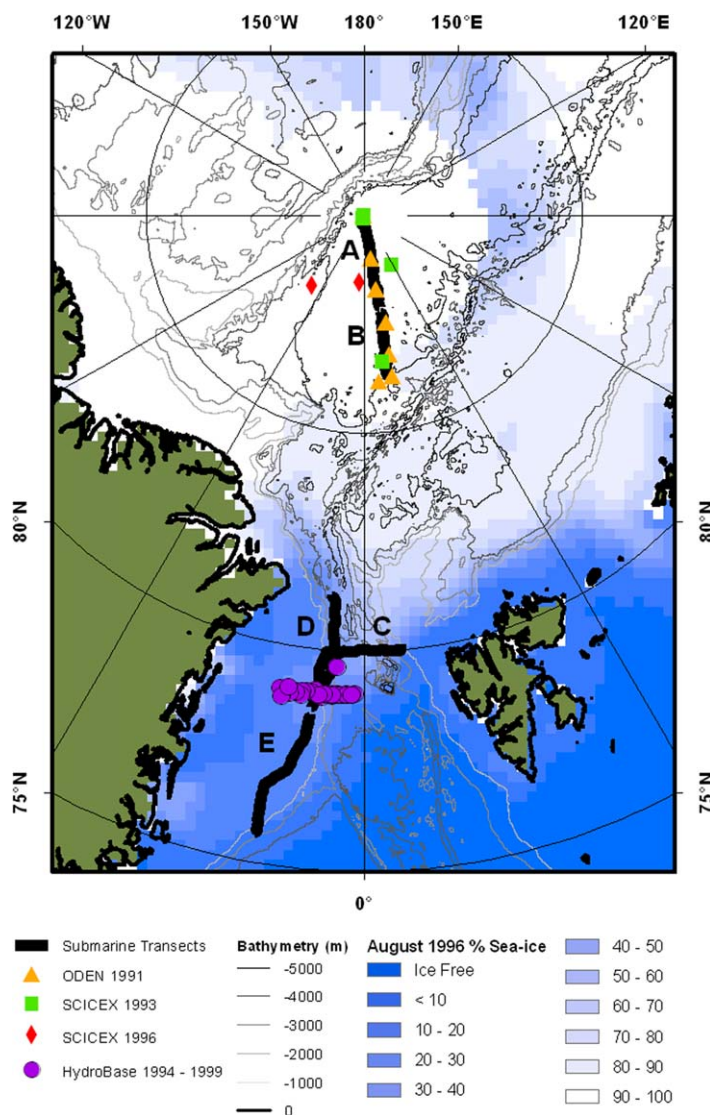 120°W 150°W 180° 150°E 120°E
A
B
80°N 80°N
D C
E
75°N 75°N
0°
Submarine Transects
ODEN 1991
SCICEX 1993
SCICEX 1996
HydroBase 1994 - 1999
Bathymetry (m)
-5000
-4000
-3000
-2000
-1000
0
August 1996 % Sea-ice
Ice Free
< 10
10 - 20
20 - 30
30 - 40
40 - 50
50 - 60
60 - 70
70 - 80
80 - 90
90 - 100